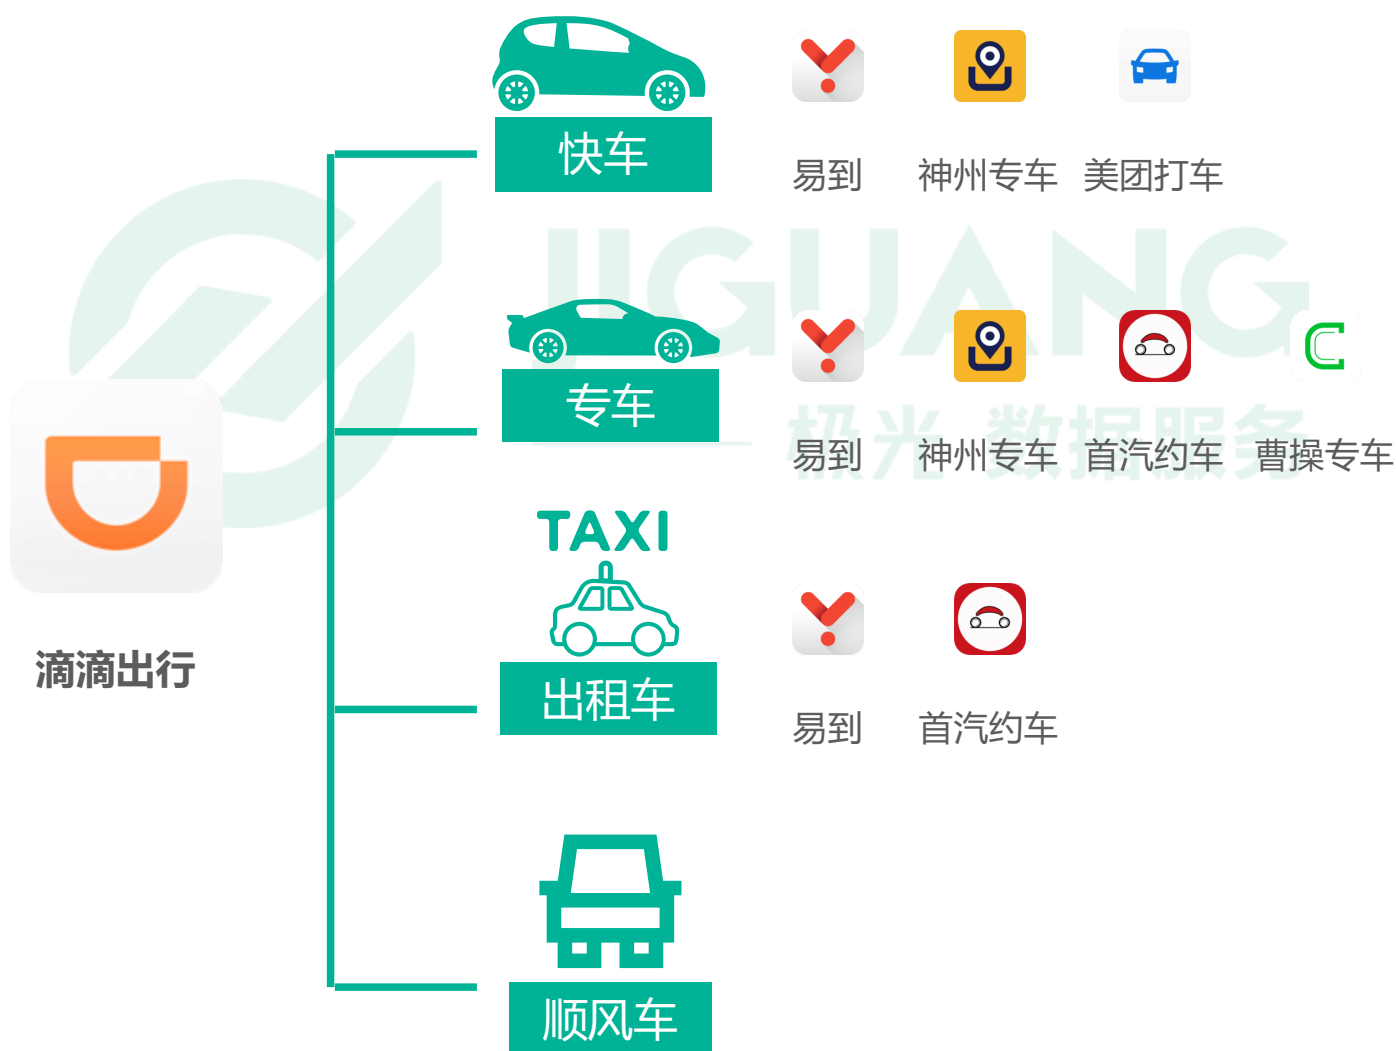 快车
易到 神州专车 美团打车
JIGUANG
专车
极光 数据服务
易到 神州专车 首汽约车 曹操专车
TAXI
滴滴出行
出租车
易到 首汽约车
顺风车